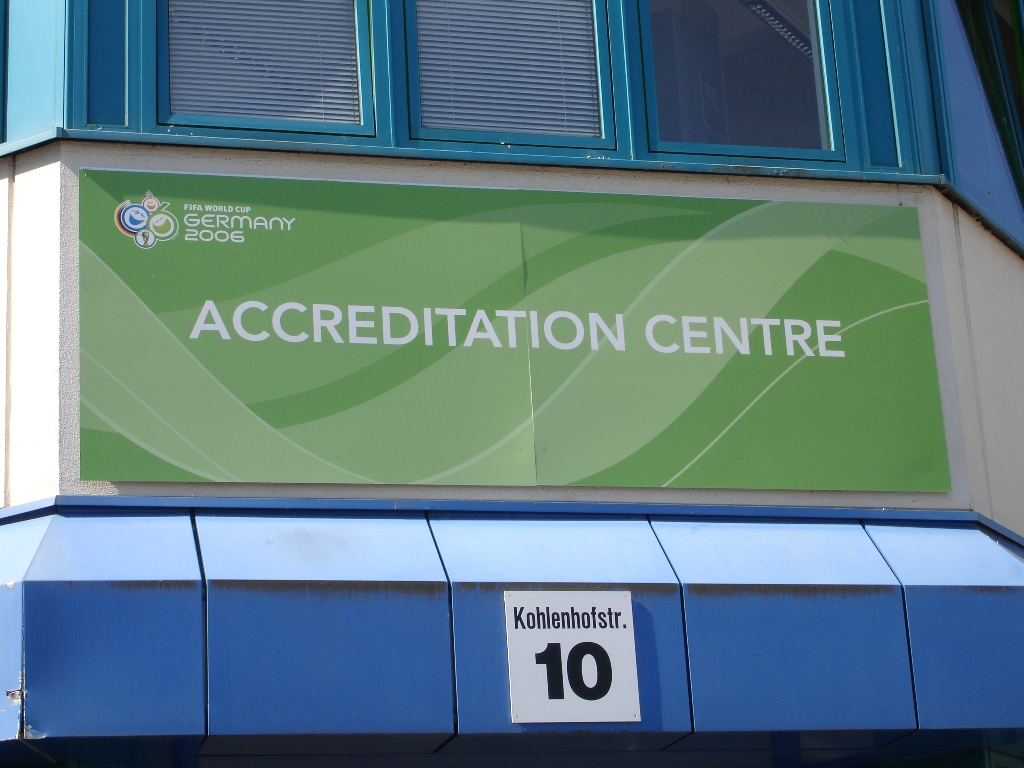 FIFA WORLD CUP
GERMANY
2006
ACCREDITATION CENTRE
Kohlenhofstr.
10